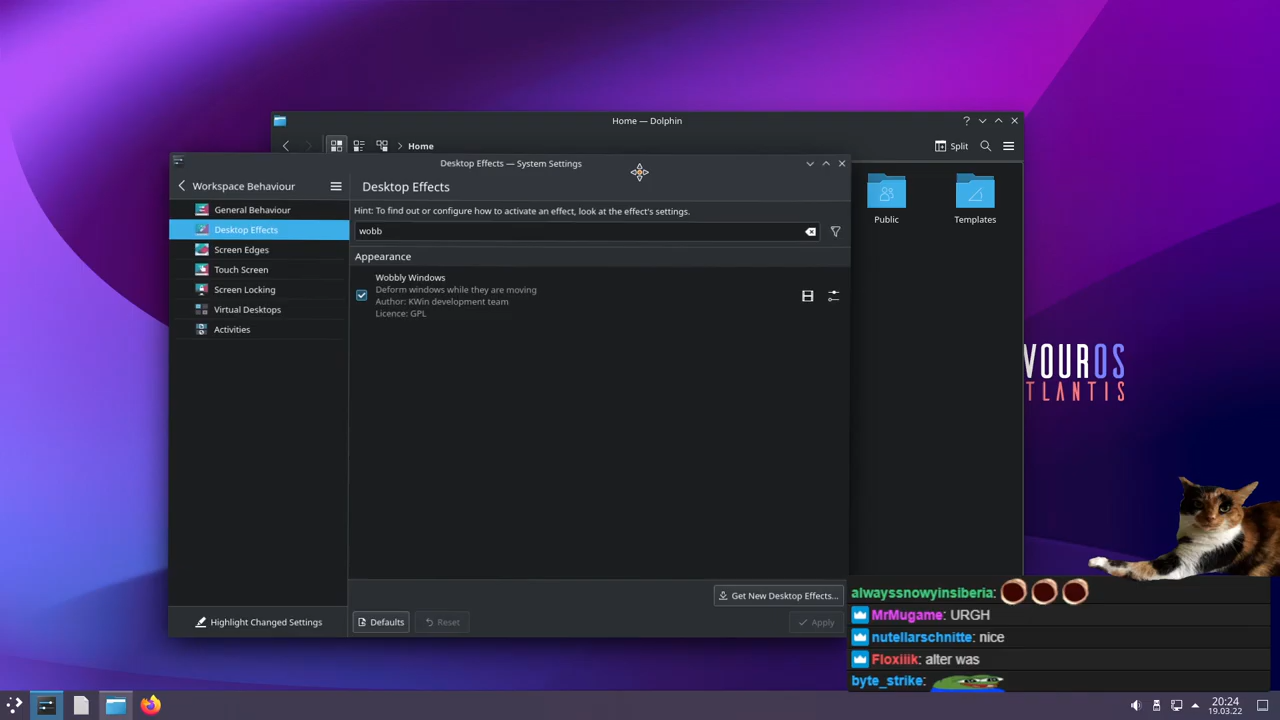 Home — Dolphin
Home
Split
Desktop Effects — System Settings
Workspace Behaviour
Desktop Effects
General Behaviour
Desktop Effects
Screen Edges
Touch Screen
Screen Locking
Virtual Desktops
Activities
Highlight Changed Settings
Hint: To find out or configure how to activate an effect, look at the effect's settings.
wobb
Appearance
Wobbly Windows
Deform windows while they are moving
Author: KWin development team
Licence: GPL
Get New Desktop Effects...
Defaults
Reset
Apply
Public
Templates
VOUROS
TLANTIS
alwayssnowyinsiberia:
MrMugame: URGH
nutellarschnitte: nice
Floxiiik: alter was
byte_strike:
20:24
19.03.22